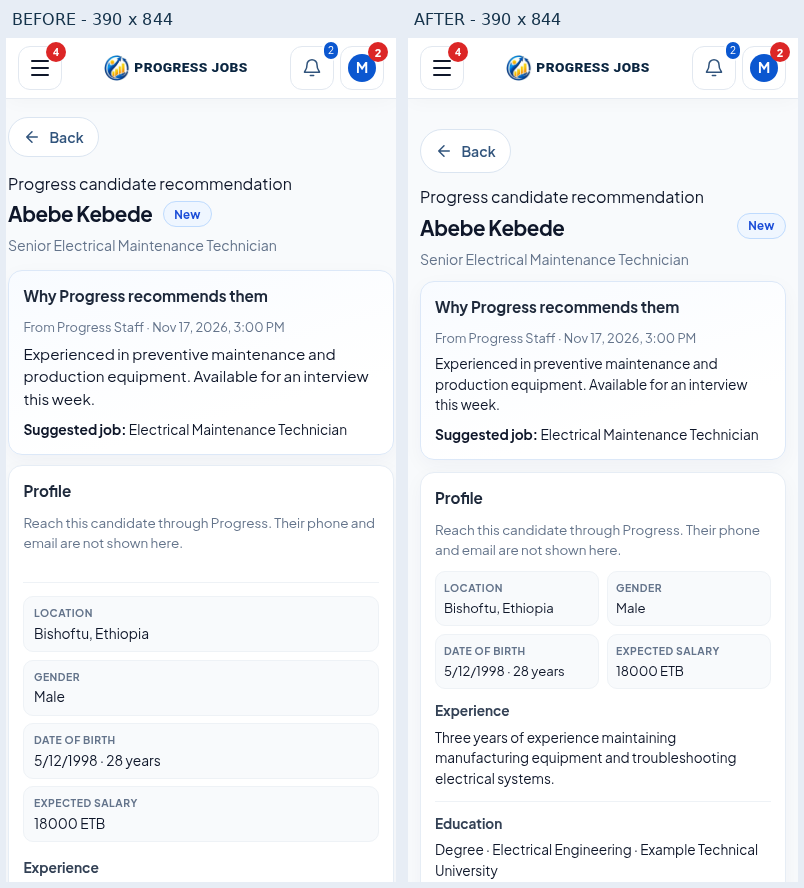 BEFORE - 390 x 844
4
PROGRESS JOBS
2
M
2
Back
Progress candidate recommendation
Abebe Kebede
New
Senior Electrical Maintenance Technician
Why Progress recommends them
From Progress Staff · Nov 17, 2026, 3:00 PM
Experienced in preventive maintenance and
production equipment. Available for an interview
this week.
Suggested job: Electrical Maintenance Technician
Profile
Reach this candidate through Progress. Their phone and
email are not shown here.
LOCATION
Bishoftu, Ethiopia
GENDER
Male
DATE OF BIRTH
5/12/1998 · 28 years
EXPECTED SALARY
18000 ETB
Experience
AFTER - 390 x 844
4
PROGRESS JOBS
2
M
2
Back
Progress candidate recommendation
Abebe Kebede
New
Senior Electrical Maintenance Technician
Why Progress recommends them
From Progress Staff · Nov 17, 2026, 3:00 PM
Experienced in preventive maintenance and
production equipment. Available for an interview
this week.
Suggested job: Electrical Maintenance Technician
Profile
Reach this candidate through Progress. Their phone
and email are not shown here.
LOCATION
Bishoftu, Ethiopia
GENDER
Male
DATE OF BIRTH
5/12/1998 · 28 years
EXPECTED SALARY
18000 ETB
Experience
Three years of experience maintaining
manufacturing equipment and troubleshooting
electrical systems.
Education
Degree · Electrical Engineering · Example Technical
University